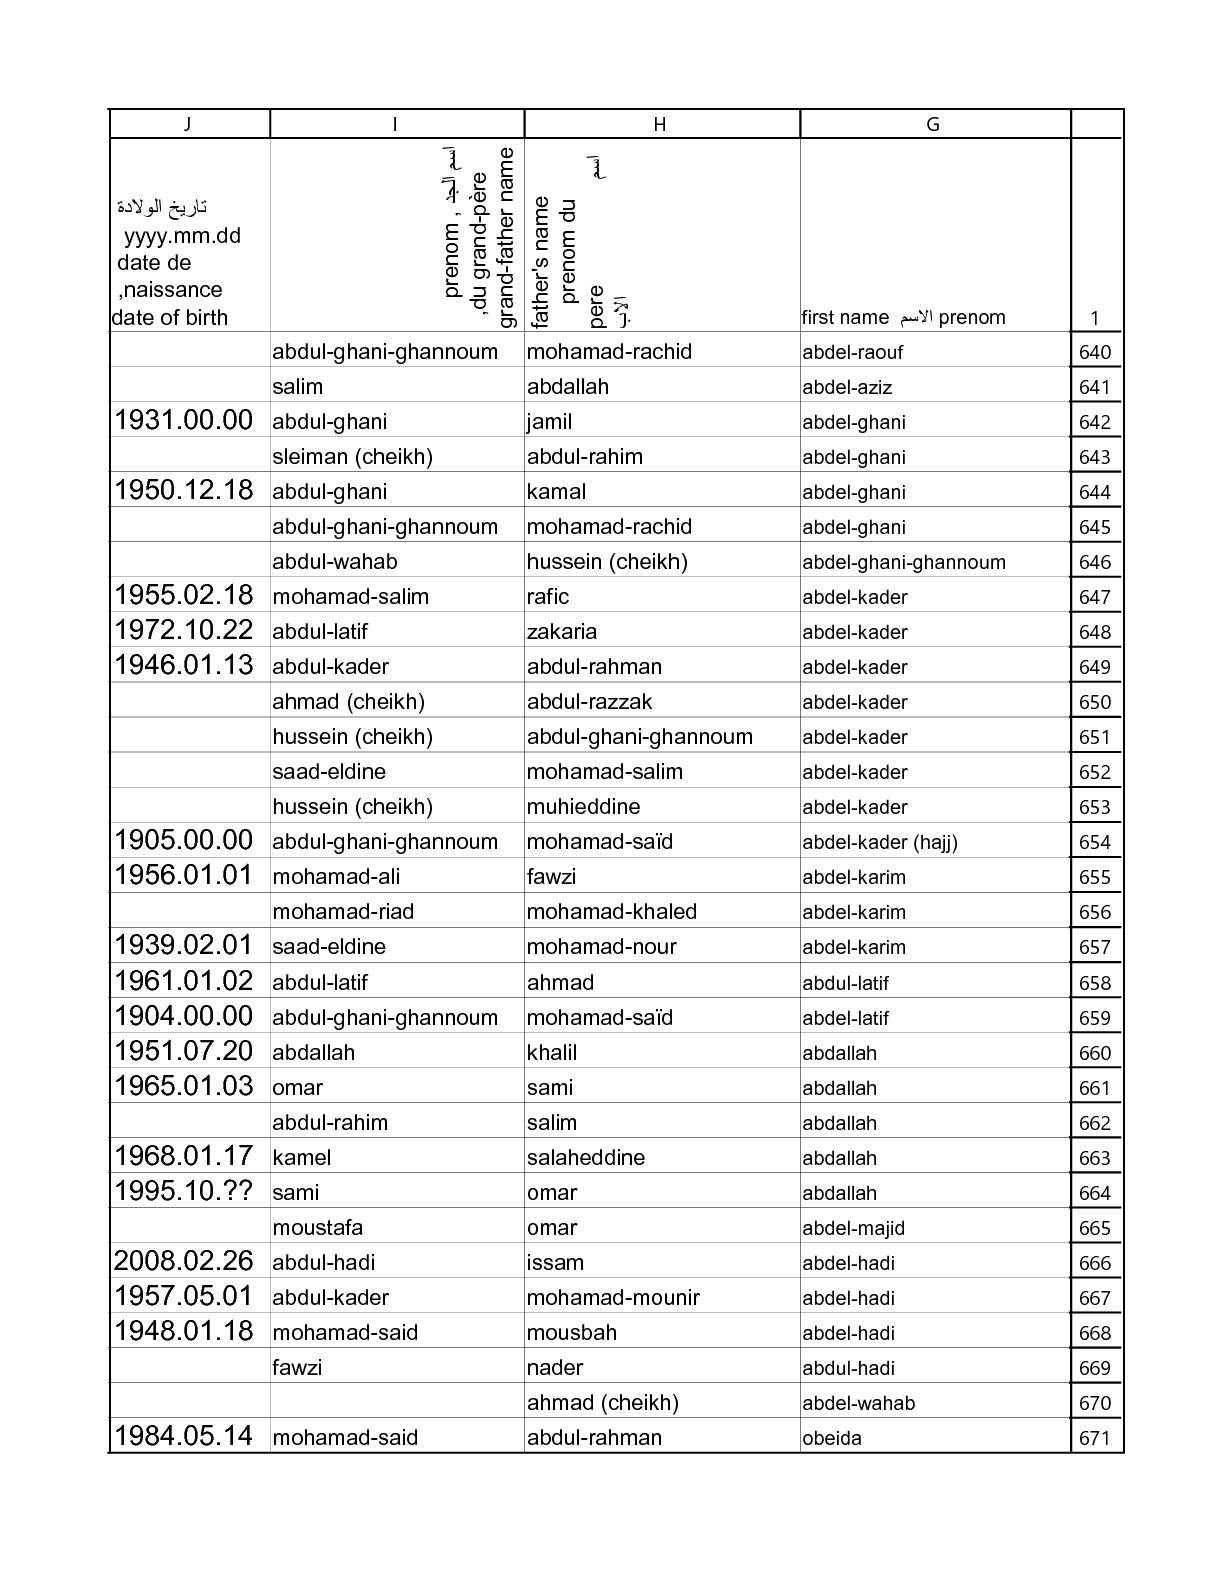 J I H G
تاريخ الولادة
yyyy.mm.dd
date de
,naissance
date of birth
اسم الجد , prenom
,du grand-père
grand-father name
father's name
prenom du
اسم pere
الاب
first name الاسم prenom 1
abdul-ghani-ghannoum mohamad-rachid abdel-raouf 640
salim abdallah abdel-aziz 641
1931.00.00 abdul-ghani jamil abdel-ghani 642
sleiman (cheikh) abdul-rahim abdel-ghani 643
1950.12.18 abdul-ghani kamal abdel-ghani 644
abdul-ghani-ghannoum mohamad-rachid abdel-ghani 645
abdul-wahab hussein (cheikh) abdel-ghani-ghannoum 646
1955.02.18 mohamad-salim rafic abdel-kader 647
1972.10.22 abdul-latif zakaria abdel-kader 648
1946.01.13 abdul-kader abdul-rahman abdel-kader 649
ahmad (cheikh) abdul-razzak abdel-kader 650
hussein (cheikh) abdul-ghani-ghannoum abdel-kader 651
saad-eldine mohamad-salim abdel-kader 652
hussein (cheikh) muhieddine abdel-kader 653
1905.00.00 abdul-ghani-ghannoum mohamad-saïd abdel-kader (hajj) 654
1956.01.01 mohamad-ali fawzi abdel-karim 655
mohamad-riad mohamad-khaled abdel-karim 656
1939.02.01 saad-eldine mohamad-nour abdel-karim 657
1961.01.02 abdul-latif ahmad abdul-latif 658
1904.00.00 abdul-ghani-ghannoum mohamad-saïd abdel-latif 659
1951.07.20 abdallah khalil abdallah 660
1965.01.03 omar sami abdallah 661
abdul-rahim salim abdallah 662
1968.01.17 kamel salaheddine abdallah 663
1995.10.?? sami omar abdallah 664
moustafa omar abdel-majid 665
2008.02.26 abdul-hadi issam abdel-hadi 666
1957.05.01 abdul-kader mohamad-mounir abdel-hadi 667
1948.01.18 mohamad-said mousbah abdel-hadi 668
fawzi nader abdul-hadi 669
ahmad (cheikh) abdel-wahab 670
1984.05.14 mohamad-said abdul-rahman obeida 671